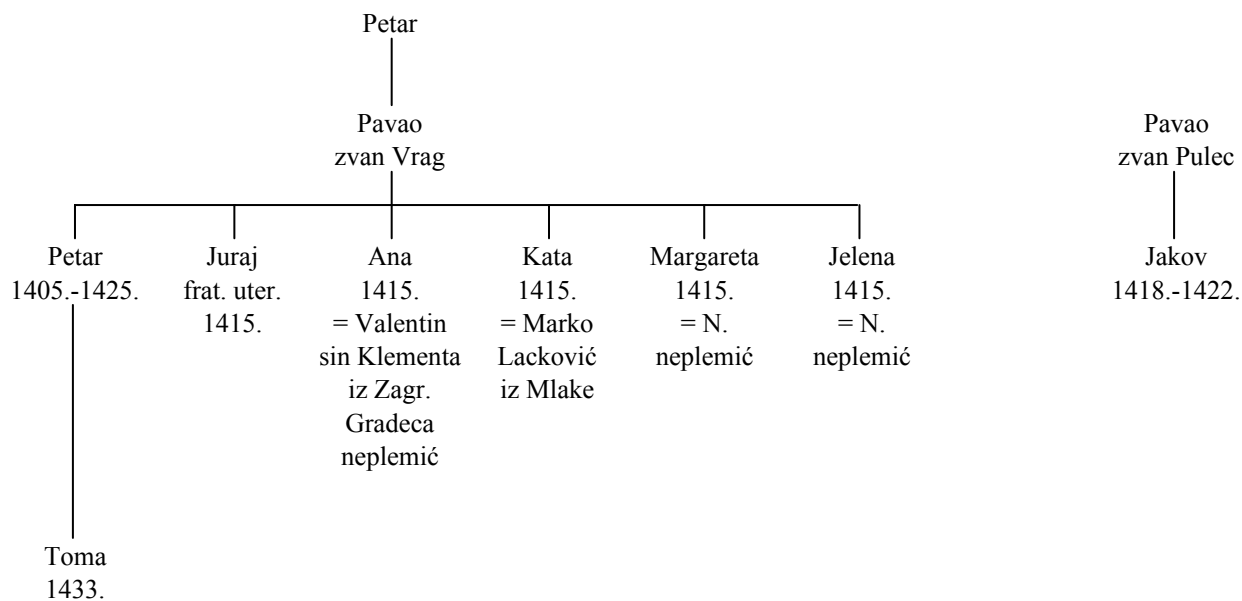 Petar
Pavao
zvan Vrag
Pavao
zvan Pulec
Petar
1405.-1425.
Juraj
frat. uter.
1415.
Ana
1415.
= Valentin
sin Klementa
iz Zagr.
Gradeca
neplemić
Kata
1415.
= Marko
Lacković
iz Mlake
Margareta
1415.
= N.
neplemić
Jelena
1415.
= N.
neplemić
Jakov
1418.-1422.
Toma
1433.